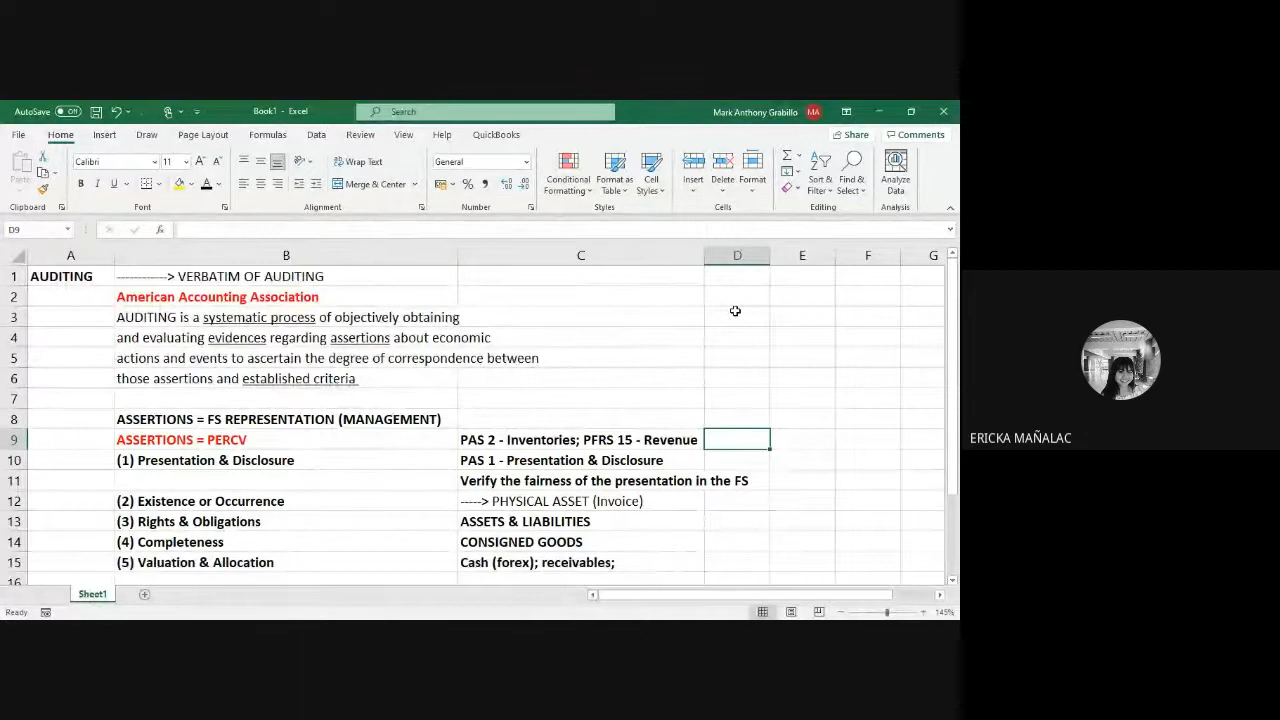 AutoSave Off Book1 - Excel Search Mark Anthony Grabillo MA
File Home Insert Draw Page Layout Formulas Data Review View Help QuickBooks Share Comments
Paste Calibri 11 A A Wrap Text General Conditional Formatting Format as Table Cell Styles Insert Delete Format Sort & Filter Find & Select Analyze Data
B I U A Merge & Center % ,
Clipboard Font Alignment Number Styles Cells Editing Analysis
D9 fx
A B C D E F G
1 AUDITING ------------> VERBATIM OF AUDITING
2 American Accounting Association
3 AUDITING is a systematic process of objectively obtaining
4 and evaluating evidences regarding assertions about economic
5 actions and events to ascertain the degree of correspondence between
6 those assertions and established criteria
7
8 ASSERTIONS = FS REPRESENTATION (MANAGEMENT)
9 ASSERTIONS = PERCV PAS 2 - Inventories; PFRS 15 - Revenue
10 (1) Presentation & Disclosure PAS 1 - Presentation & Disclosure
11 Verify the fairness of the presentation in the FS
12 (2) Existence or Occurrence -----> PHYSICAL ASSET (Invoice)
13 (3) Rights & Obligations ASSETS & LIABILITIES
14 (4) Completeness CONSIGNED GOODS
15 (5) Valuation & Allocation Cash (forex); receivables;
16
Sheet1
Ready 145%
ERICKA MAÑALAC